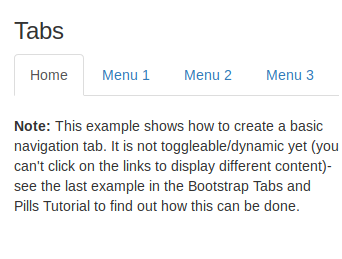 Tabs
Home Menu 1 Menu 2 Menu 3
Note: This example shows how to create a basic
navigation tab. It is not toggleable/dynamic yet (you
can't click on the links to display different content)-
see the last example in the Bootstrap Tabs and
Pills Tutorial to find out how this can be done.